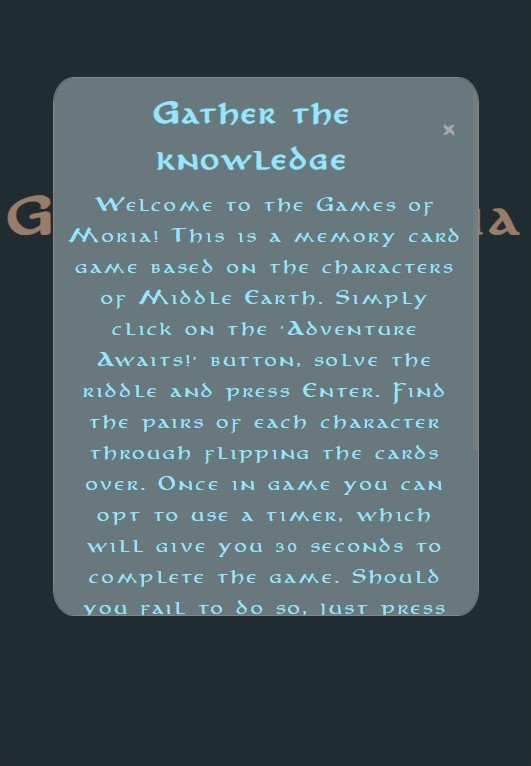 Gather the
knowledge
×
Welcome to the Games of
Moria! This is a memory card
game based on the characters
of Middle Earth. Simply
click on the 'Adventure
Awaits!' button, solve the
riddle and press Enter. Find
the pairs of each character
through flipping the cards
over. Once in game you can
opt to use a timer, which
will give you 30 seconds to
complete the game. Should
you fail to do so, just press